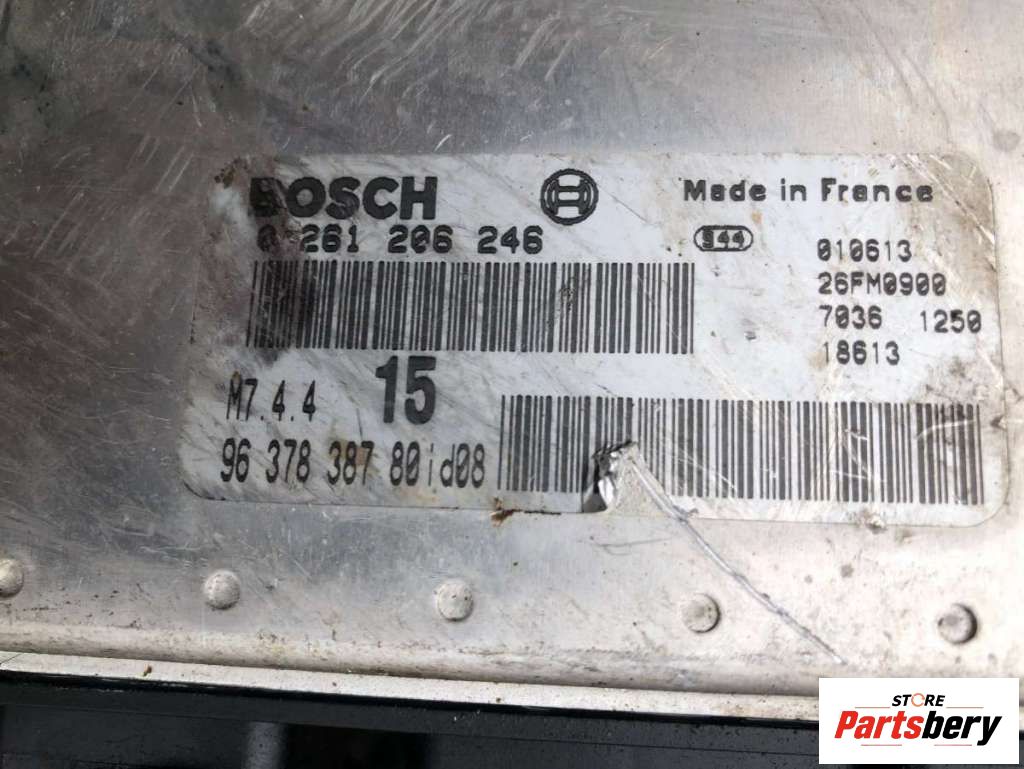 BOSCH Made in France
0 261 206 246 S44 010613
26FM0900
7036 1250
18613
M7.4.4 15
96 378 387 80id08
STORE
Partsbery